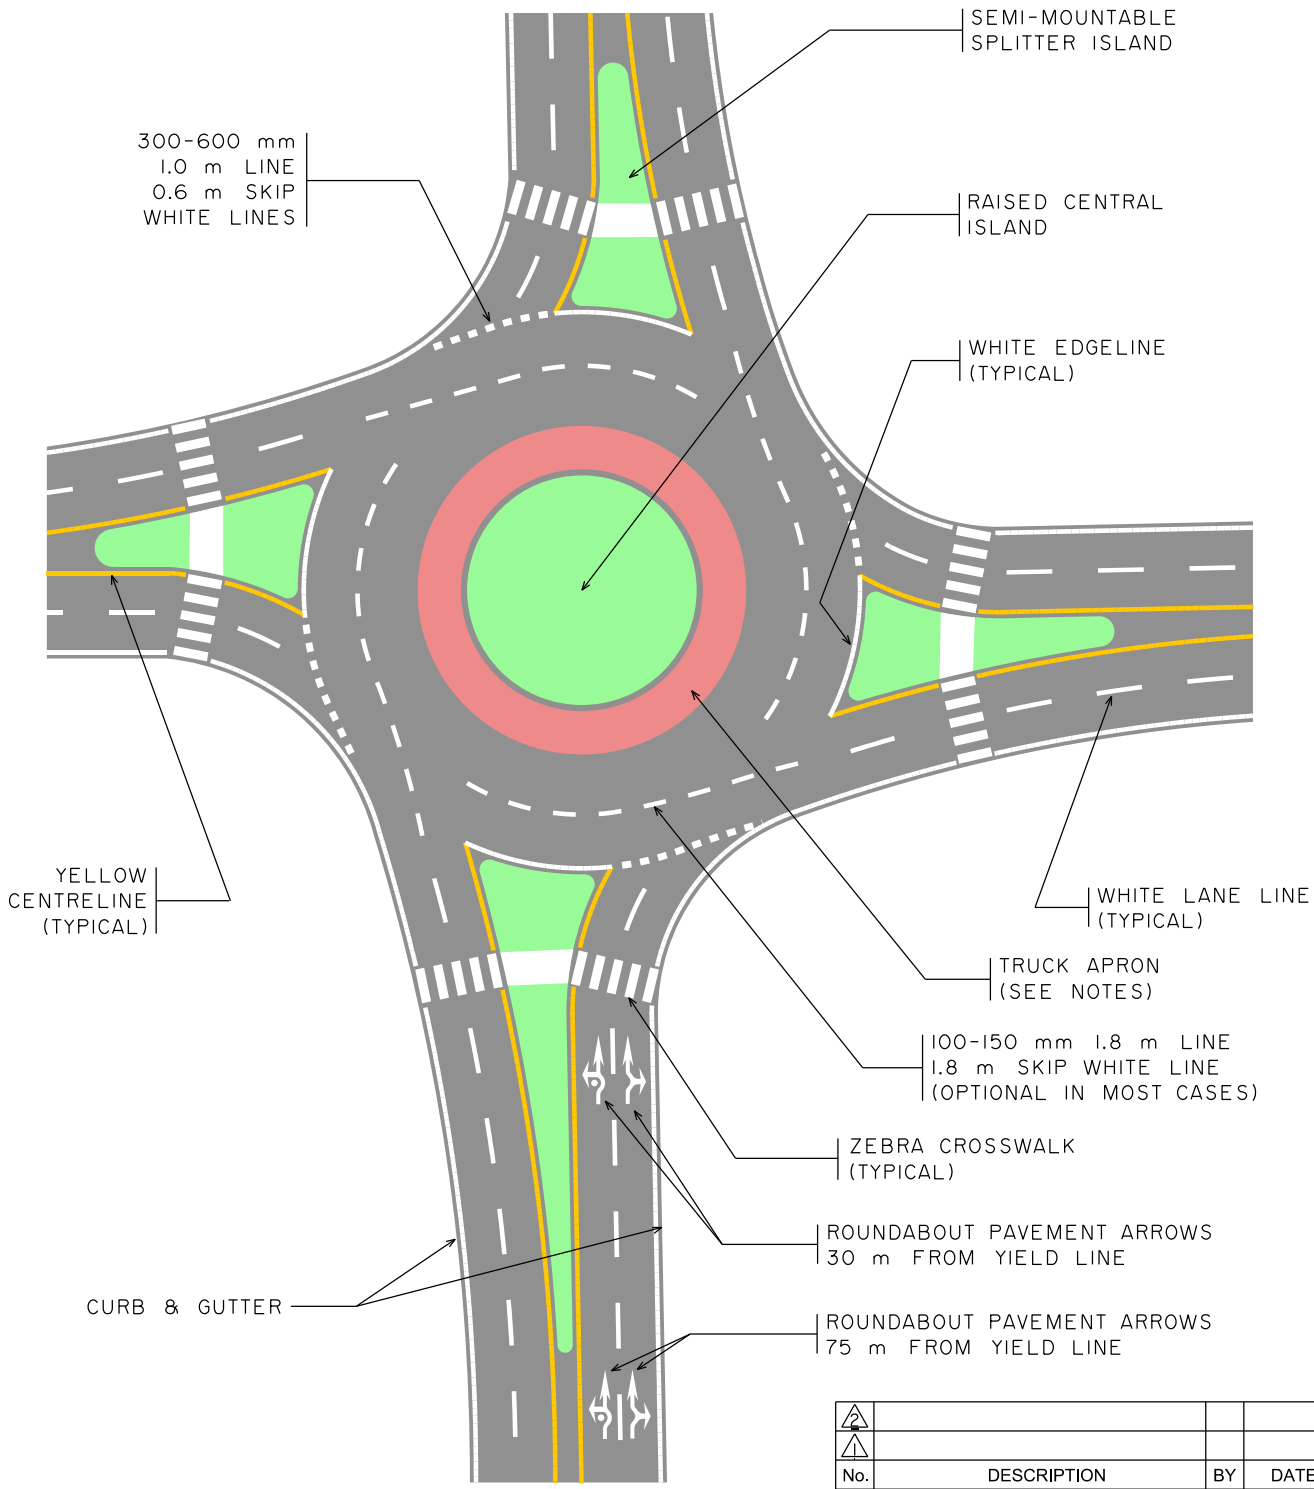 SEMI-MOUNTABLE
SPLITTER ISLAND
300-600 mm
1.0 m LINE
0.6 m SKIP
WHITE LINES
RAISED CENTRAL
ISLAND
WHITE EDGELINE
(TYPICAL)
YELLOW
CENTRELINE
(TYPICAL)
WHITE LANE LINE
(TYPICAL)
TRUCK APRON
(SEE NOTES)
100-150 mm 1.8 m LINE
1.8 m SKIP WHITE LINE
(OPTIONAL IN MOST CASES)
ZEBRA CROSSWALK
(TYPICAL)
ROUNDABOUT PAVEMENT ARROWS
30 m FROM YIELD LINE
CURB & GUTTER
ROUNDABOUT PAVEMENT ARROWS
75 m FROM YIELD LINE
2
1
No. DESCRIPTION BY DATE